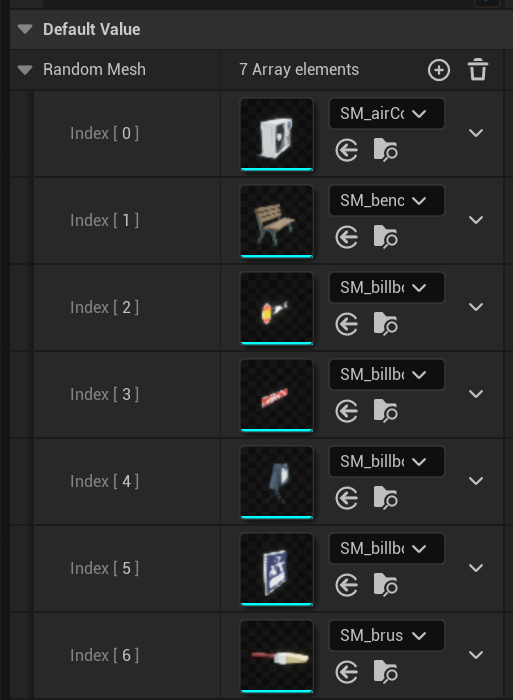 Default Value
Random Mesh 7 Array elements
Index [ 0 ] SM_airCo
Index [ 1 ] SM_benc
Index [ 2 ] SM_billbo
Index [ 3 ] SM_billbo
Index [ 4 ] SM_billbo
Index [ 5 ] SM_billbo
Index [ 6 ] SM_brus